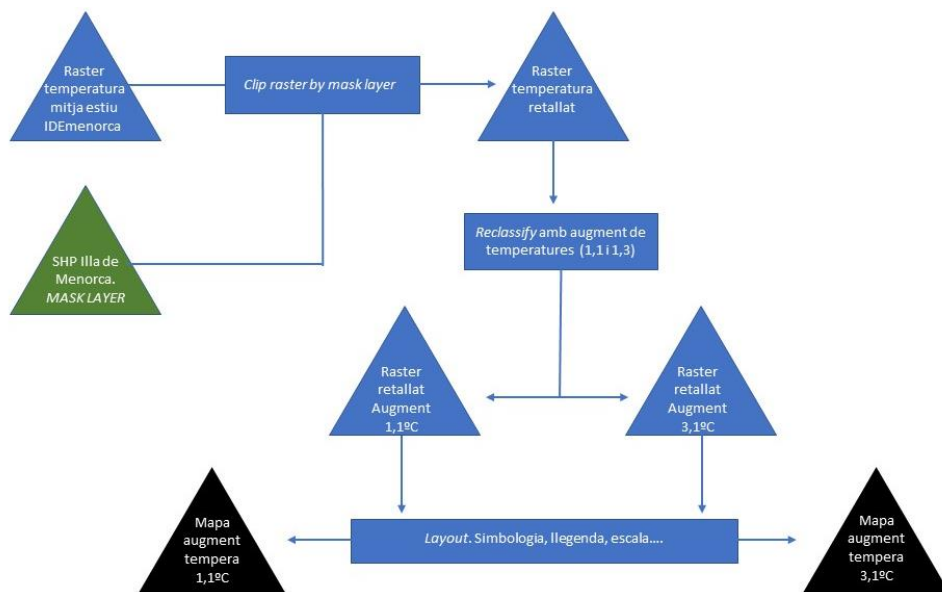 Raster
temperatura
mitja estiu
IDEmenorca
Clip raster by mask layer
Raster
temperatura
retallat
SHP Illa de
Menorca.
MASK LAYER
Reclassify amb augment de
temperatures (1,1 i 1,3)
Raster
retallat
Augment
1,1ºC
Raster
retallat
Augment
3,1ºC
Mapa
augment
tempera
1,1ºC
Layout. Simbologia, llegenda, escala....
Mapa
augment
tempera
3,1ºC